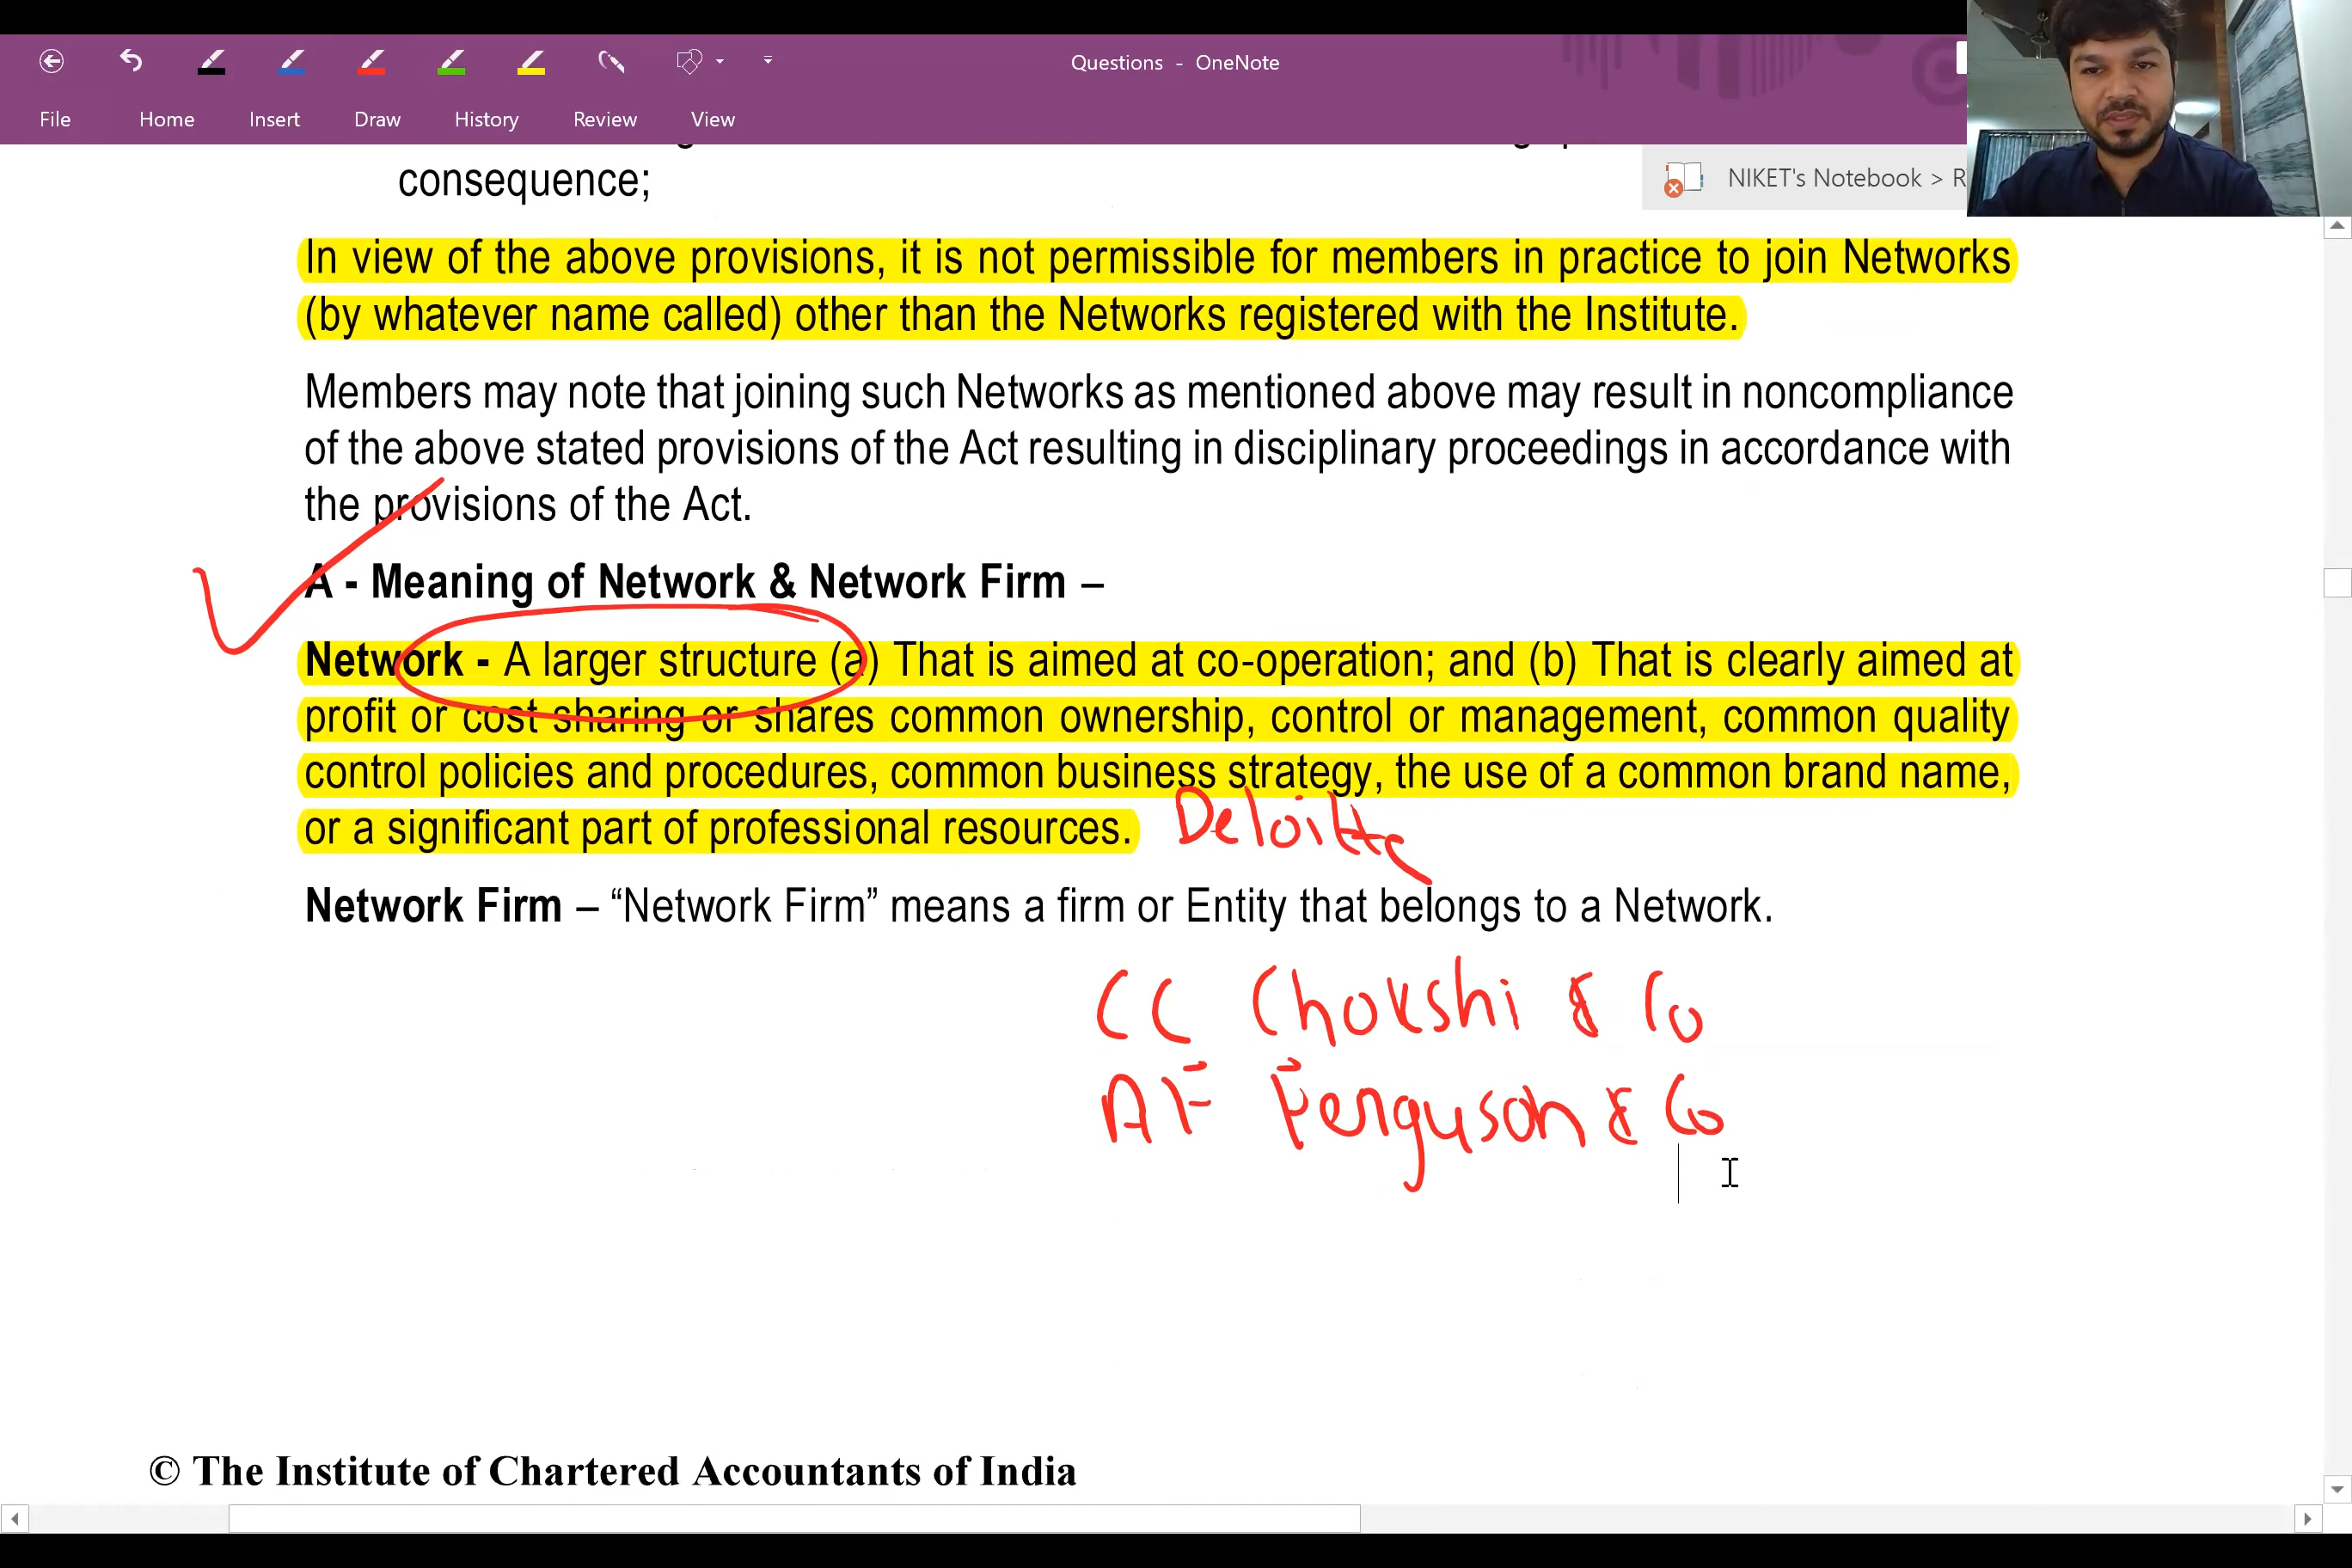 Questions - OneNote
File Home Insert Draw History Review View
NIKET's Notebook > R
consequence;
In view of the above provisions, it is not permissible for members in practice to join Networks
(by whatever name called) other than the Networks registered with the Institute.
Members may note that joining such Networks as mentioned above may result in noncompliance
of the above stated provisions of the Act resulting in disciplinary proceedings in accordance with
the provisions of the Act.
A - Meaning of Network & Network Firm –
Network - A larger structure (a) That is aimed at co-operation; and (b) That is clearly aimed at
profit or cost sharing or shares common ownership, control or management, common quality
control policies and procedures, common business strategy, the use of a common brand name,
or a significant part of professional resources. Deloitte
Network Firm – “Network Firm” means a firm or Entity that belongs to a Network.
CC Chokshi & Co
AF Ferguson & Co
© The Institute of Chartered Accountants of India